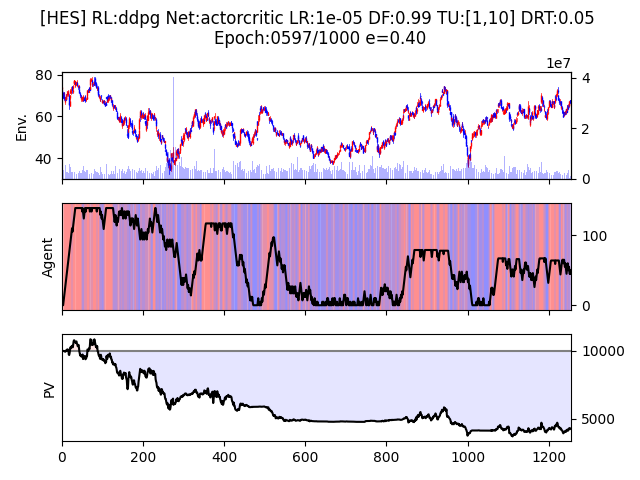 [HES] RL:ddpg Net:actorcritic LR:1e-05 DF:0.99 TU:[1,10] DRT:0.05
Epoch:0597/1000 e=0.40
1e7
80
60
40
Env.
4
2
0
Agent
100
0
PV
10000
5000
0
200
400
600
800
1000
1200